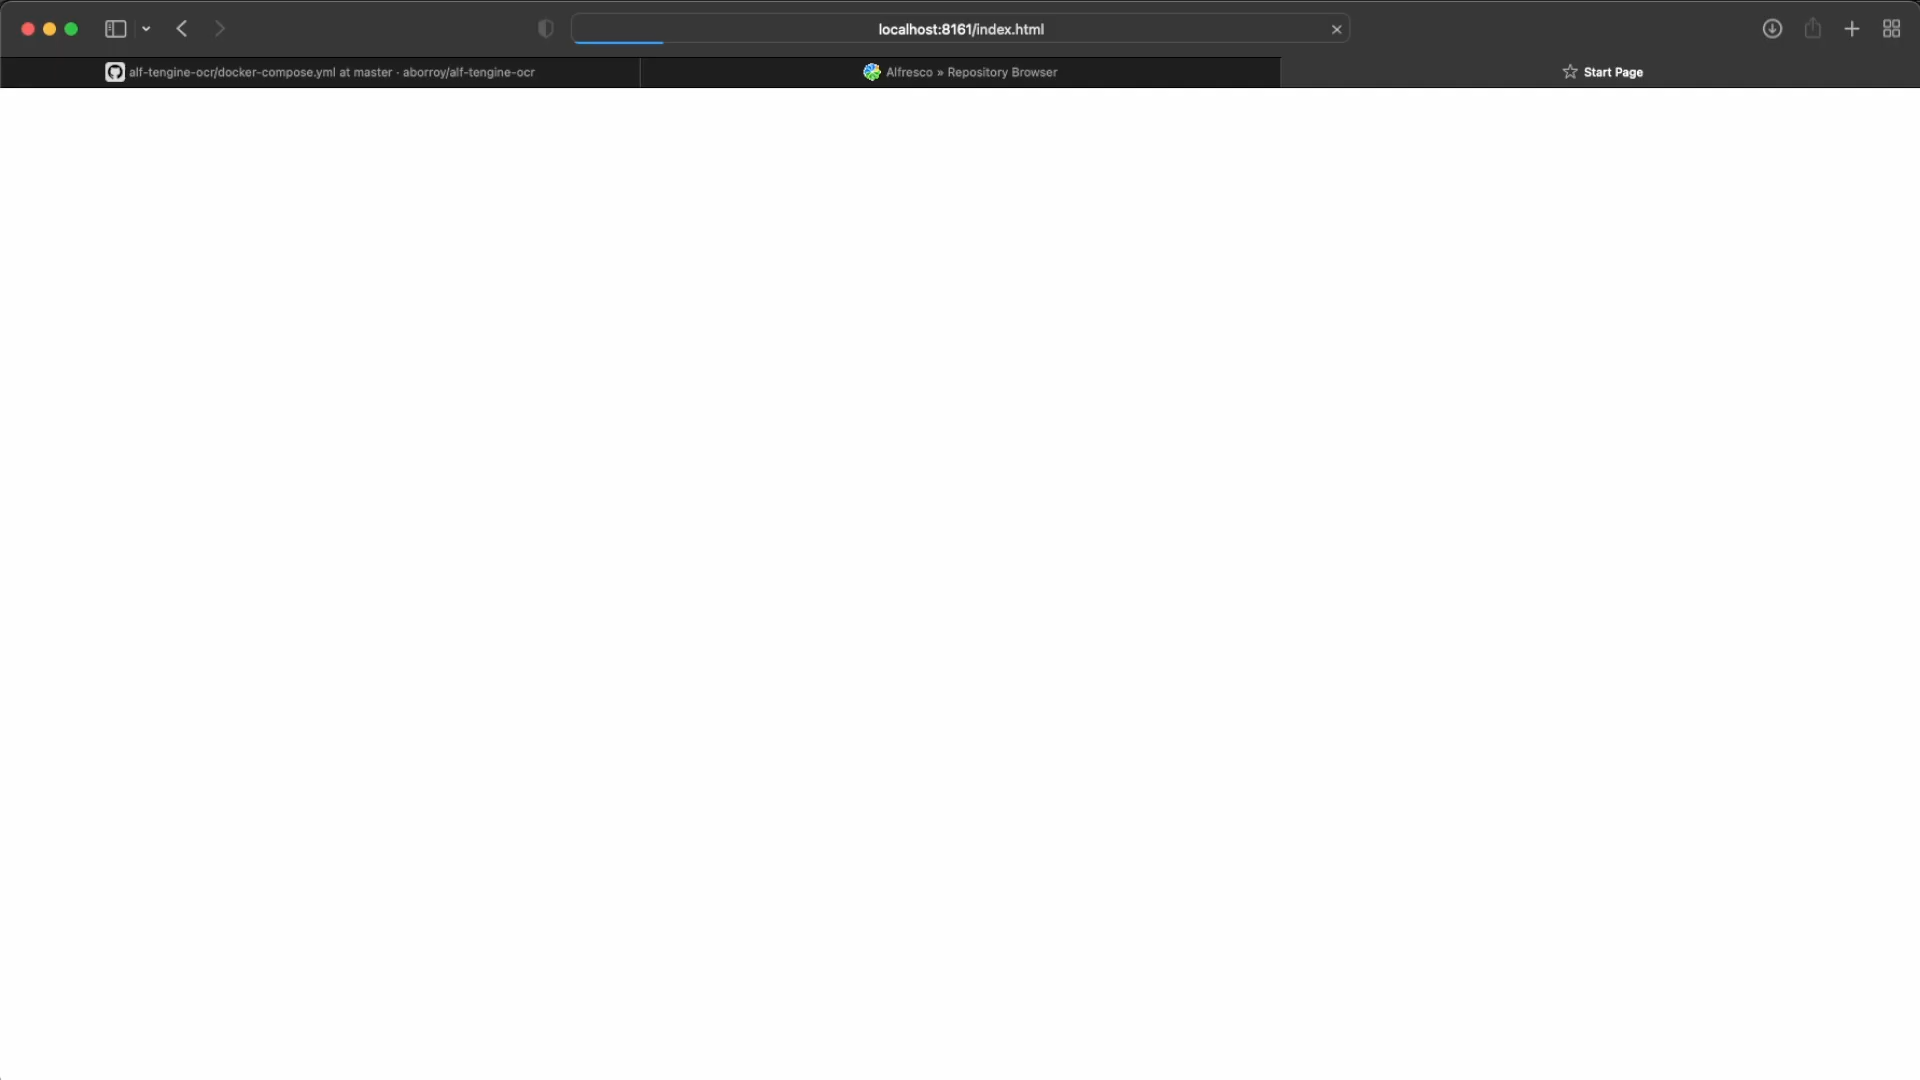 localhost:8161/index.html
alf-tengine-ocr/docker-compose.yml at master · aborroy/alf-tengine-ocr
Alfresco » Repository Browser
Start Page